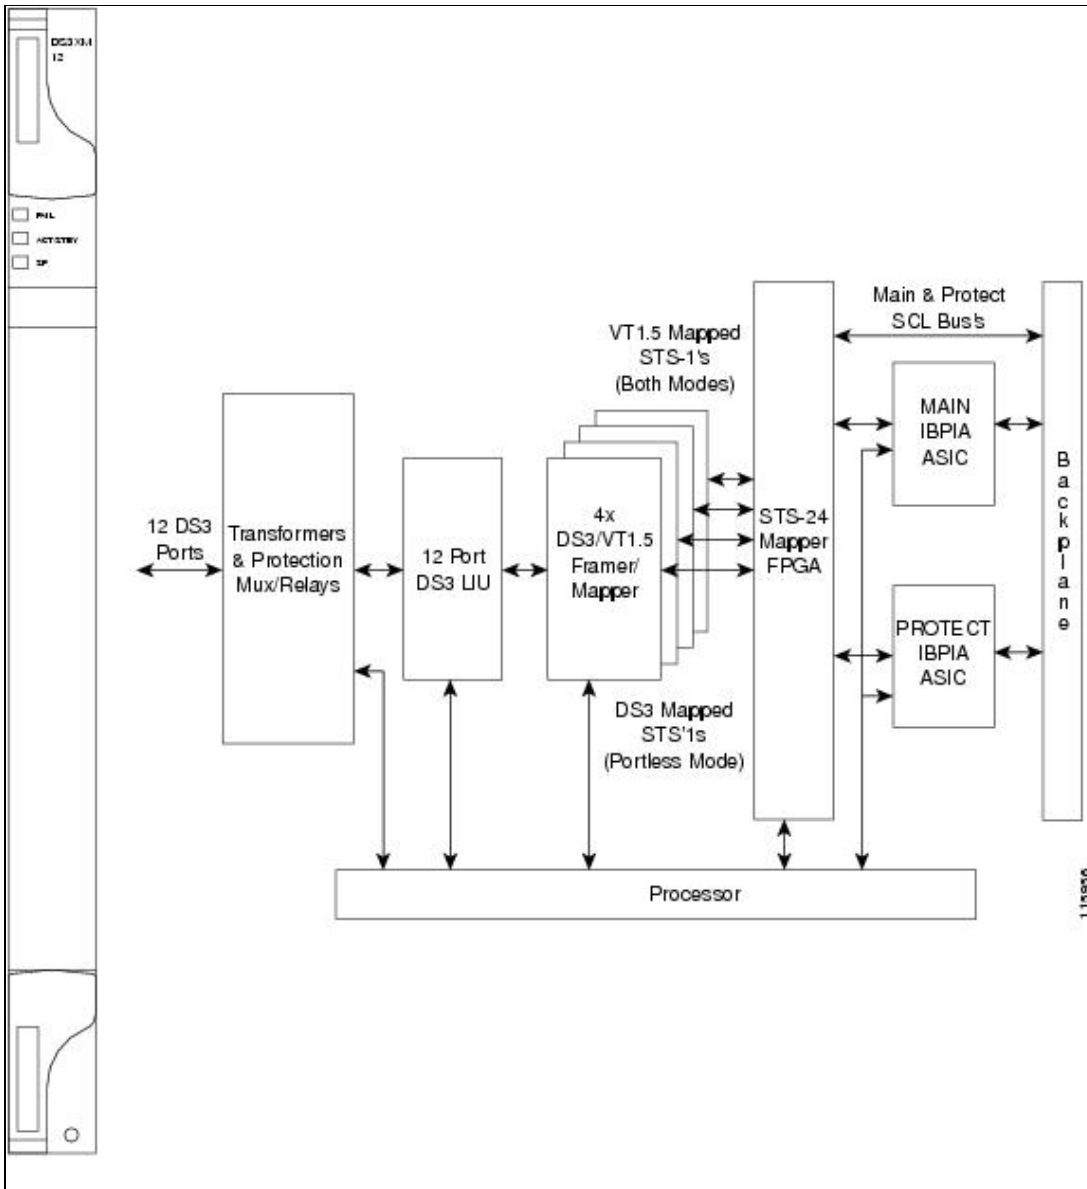 DS3XM
12
FAIL
ACT/STBY
SF
Main & Protect
SCL Bus's
VT1.5 Mapped
STS-1's
(Both Modes)
MAIN
IBPIA
ASIC
12 DS3
Ports
Transformers
& Protection
Mux/Relays
12 Port
DS3 LIU
4x
DS3/VT1.5
Framer/
Mapper
STS-24
Mapper
FPGA
Backplane
PROTECT
IBPIA
ASIC
DS3 Mapped
STS'1s
(Portless Mode)
Processor